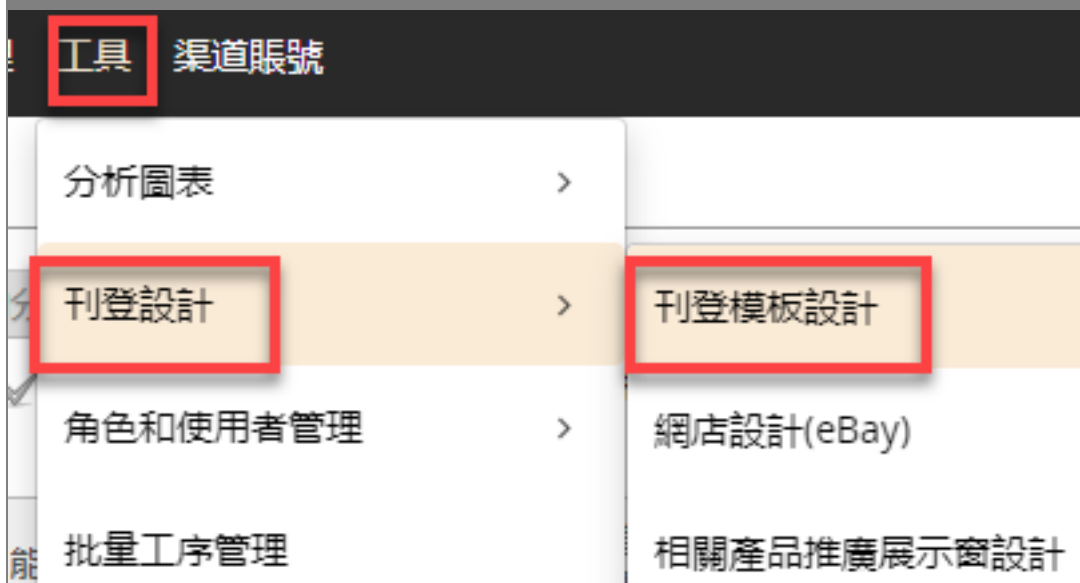 工具 渠道賬號
分析圖表
刊登設計
刊登模板設計
角色和使用者管理
網店設計(eBay)
批量工序管理
相關產品推廣展示窗設計
能